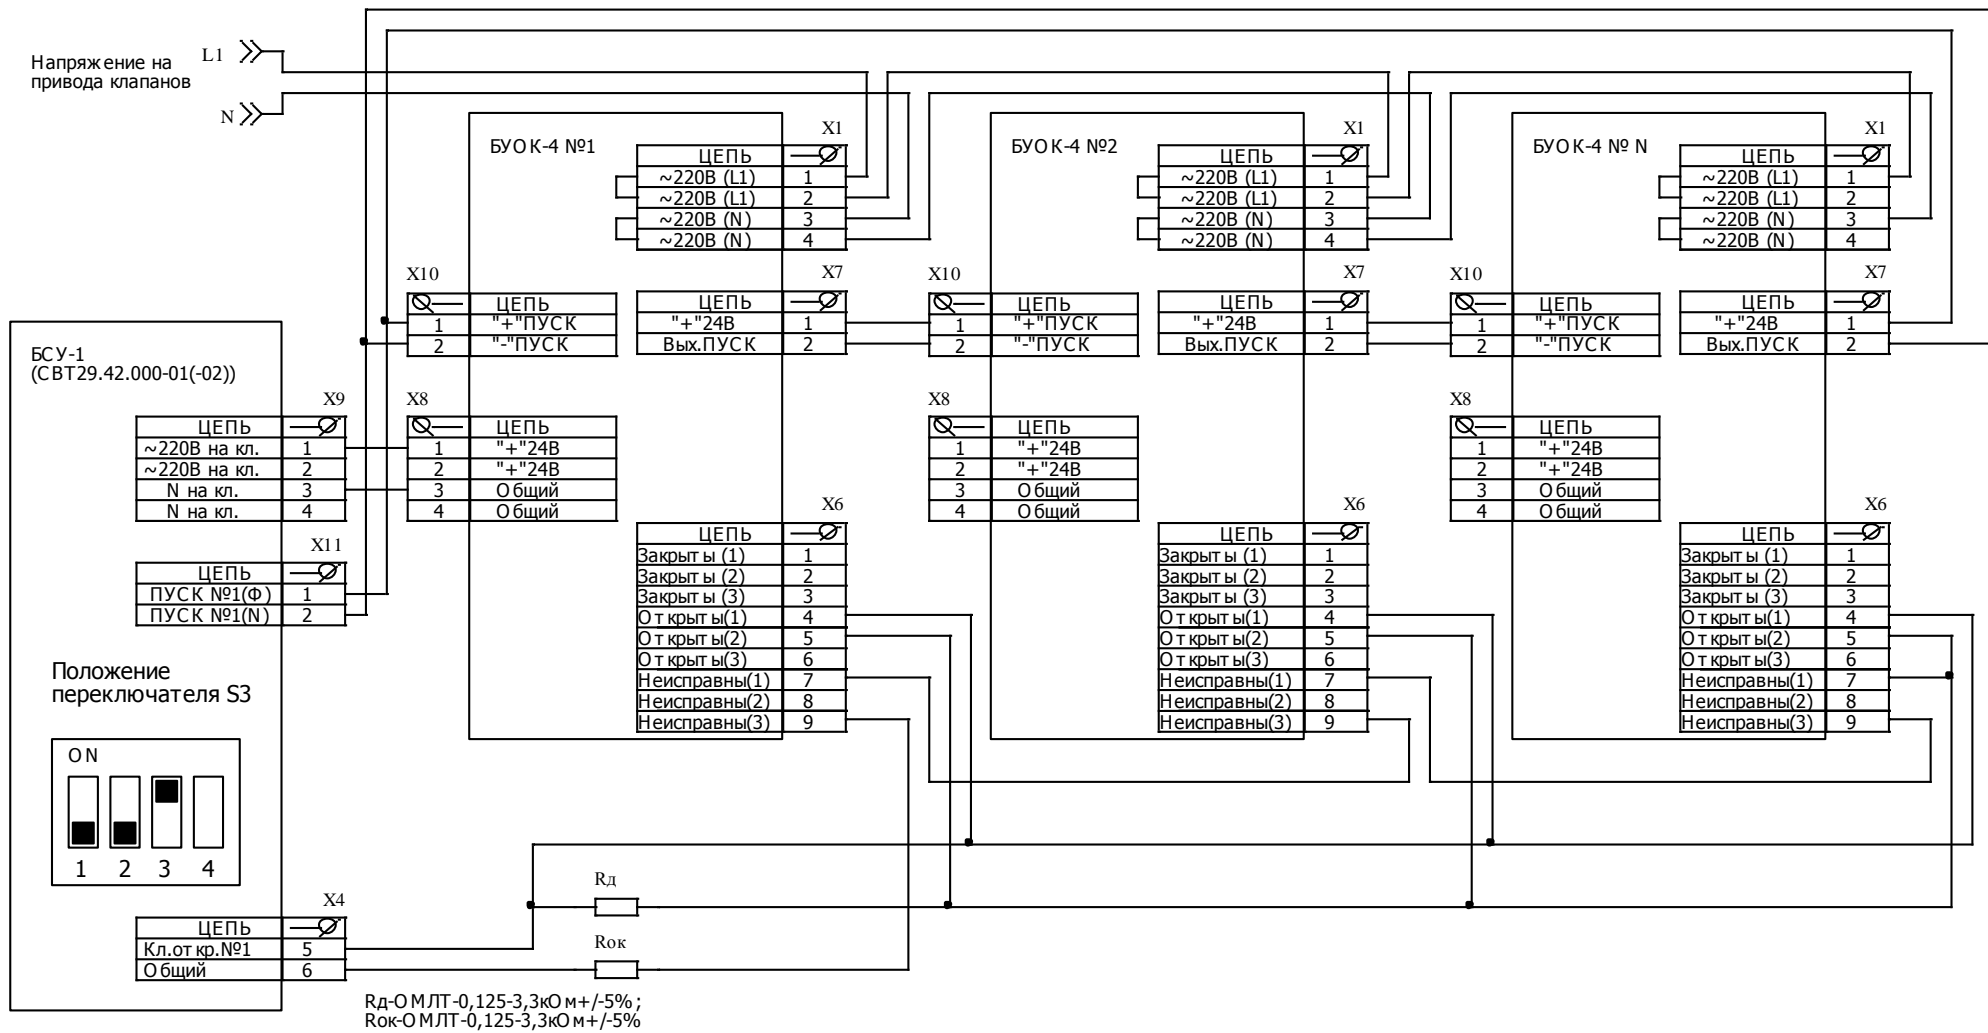 Напряжение на
привода клапанов
L1
N
БУОК-4 №1
X1
ЦЕПЬ
~220В (L1) 1
~220В (L1) 2
~220В (N) 3
~220В (N) 4
X10
ЦЕПЬ
1 "+"ПУСК
2 "-"ПУСК
X7
ЦЕПЬ
"+"24В 1
Вых.ПУСК 2
X8
ЦЕПЬ
1 "+"24В
2 "+"24В
3 Общий
4 Общий
X6
ЦЕПЬ
Закрыты (1) 1
Закрыты (2) 2
Закрыты (3) 3
Открыты(1) 4
Открыты(2) 5
Открыты(3) 6
Неисправны(1) 7
Неисправны(2) 8
Неисправны(3) 9
БУОК-4 №2
X1
ЦЕПЬ
~220В (L1) 1
~220В (L1) 2
~220В (N) 3
~220В (N) 4
X10
ЦЕПЬ
1 "+"ПУСК
2 "-"ПУСК
X7
ЦЕПЬ
"+"24В 1
Вых.ПУСК 2
X8
ЦЕПЬ
1 "+"24В
2 "+"24В
3 Общий
4 Общий
X6
ЦЕПЬ
Закрыты (1) 1
Закрыты (2) 2
Закрыты (3) 3
Открыты(1) 4
Открыты(2) 5
Открыты(3) 6
Неисправны(1) 7
Неисправны(2) 8
Неисправны(3) 9
БУОК-4 № N
X1
ЦЕПЬ
~220В (L1) 1
~220В (L1) 2
~220В (N) 3
~220В (N) 4
X10
ЦЕПЬ
1 "+"ПУСК
2 "-"ПУСК
X7
ЦЕПЬ
"+"24В 1
Вых.ПУСК 2
X8
ЦЕПЬ
1 "+"24В
2 "+"24В
3 Общий
4 Общий
X6
ЦЕПЬ
Закрыты (1) 1
Закрыты (2) 2
Закрыты (3) 3
Открыты(1) 4
Открыты(2) 5
Открыты(3) 6
Неисправны(1) 7
Неисправны(2) 8
Неисправны(3) 9
БСУ-1
(СВТ29.42.000-01(-02))
X9
ЦЕПЬ
~220В на кл. 1
~220В на кл. 2
N на кл. 3
N на кл. 4
X11
ЦЕПЬ
ПУСК №1(Ф) 1
ПУСК №1(N) 2
Положение
переключателя S3
ON
1 2 3 4
X4
ЦЕПЬ
Кл.откр.№1 5
Общий 6
Rд
Rок
Rд-ОМЛТ-0,125-3,3кОм+/-5%;
Rок-ОМЛТ-0,125-3,3кОм+/-5%